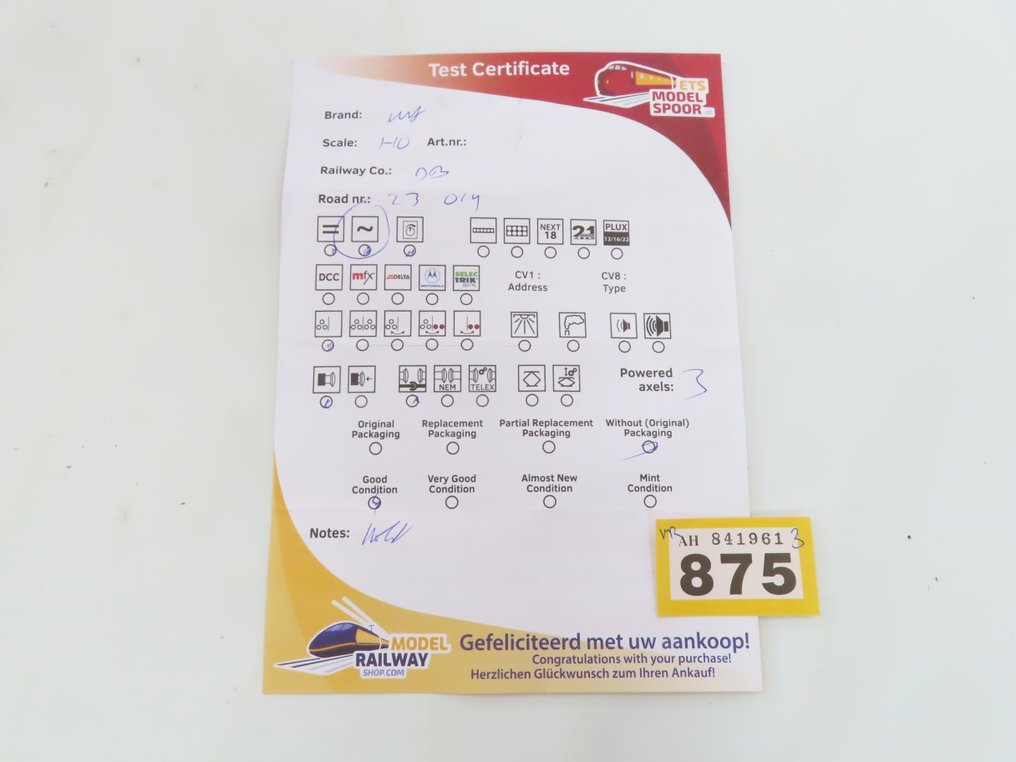 Test Certificate
ETS
MODEL
SPOOR
Brand:
Scale: HO Art.nr.:
Railway Co.: DB
Road nr.: 23 014
= ~ NEXT 18 21 PLUX 12/16/22
DCC mfx DELTA MOTOROLA SELECTRIX
CV1 : CV8 :
Address Type
NEM TELEX
Powered
axels: 3
Original Packaging Replacement Packaging Partial Replacement Packaging Without (Original) Packaging
Good Condition Very Good Condition Almost New Condition Mint Condition
Notes:
AH 841961 3
875
MODEL
RAILWAY
SHOP.COM
Gefeliciteerd met uw aankoop!
Congratulations with your purchase!
Herzlichen Glückwunsch zum Ihren Ankauf!